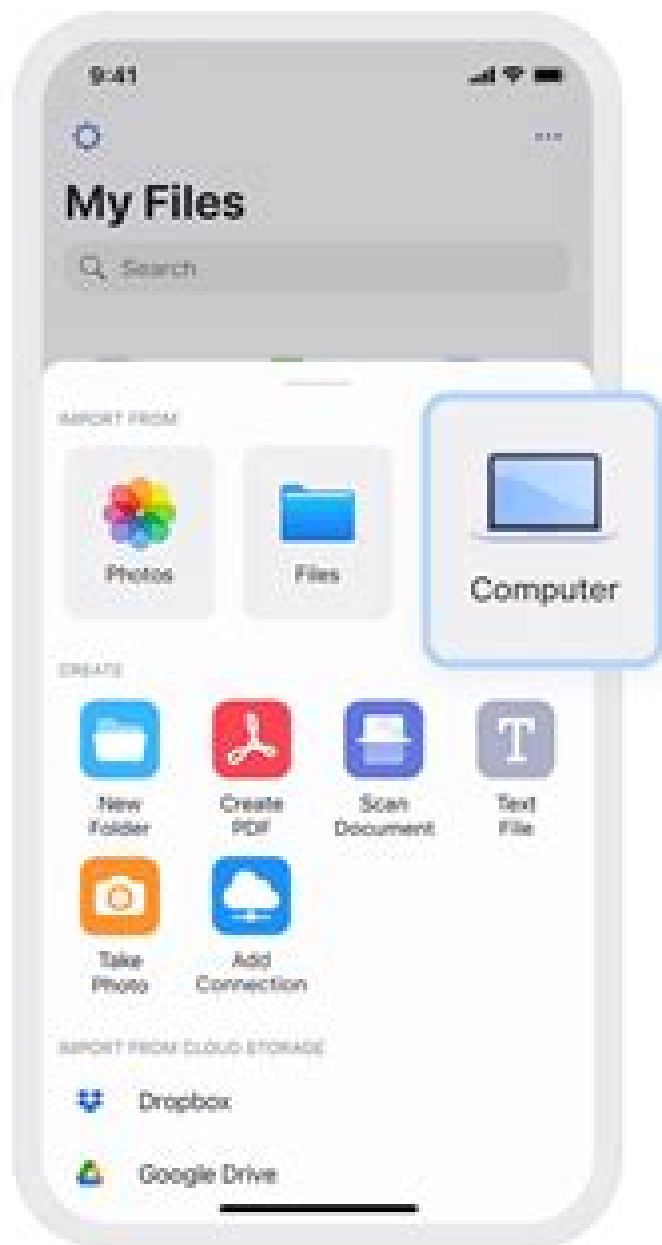 9:41
My Files
Search
IMPORT FROM
Photos
Files
Computer
CREATE
New
Folder
Create
PDF
Scan
Document
Text
File
Take
Photo
Add
Connection
IMPORT FROM CLOUD STORAGE
Dropbox
Google Drive